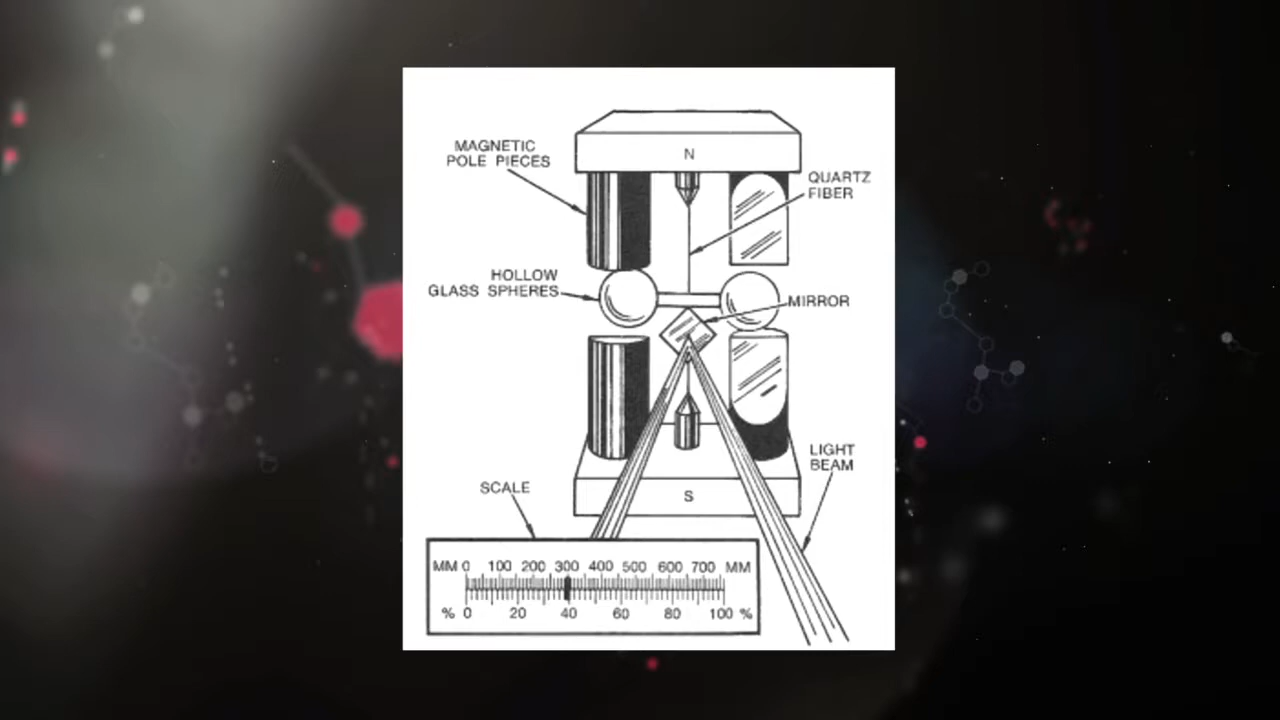 N
MAGNETIC
POLE PIECES
QUARTZ
FIBER
HOLLOW
GLASS SPHERES
MIRROR
LIGHT
BEAM
SCALE
S
MM 0 100 200 300 400 500 600 700 MM
% 0 20 40 60 80 100 %